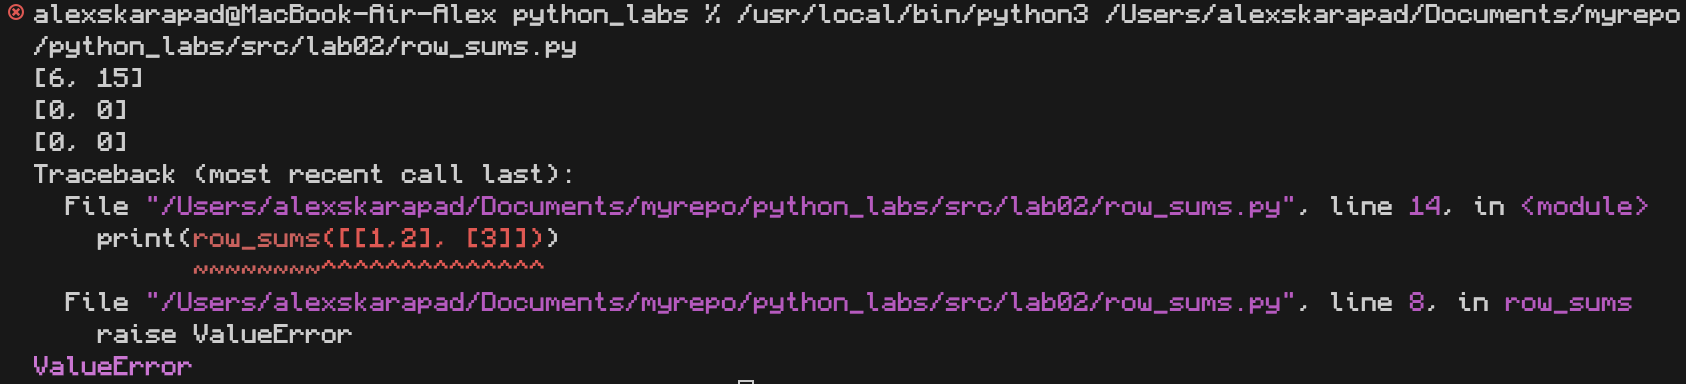 alexskarapad@MacBook-Air-Alex python_labs % /usr/local/bin/python3 /Users/alexskarapad/Documents/myrepo
/python_labs/src/lab02/row_sums.py
[6, 15]
[0, 0]
[0, 0]
Traceback (most recent call last):
  File "/Users/alexskarapad/Documents/myrepo/python_labs/src/lab02/row_sums.py", line 14, in <module>
    print(row_sums([[1,2], [3]]))
          ~~~~~~~~^^^^^^^^^^^^^^
  File "/Users/alexskarapad/Documents/myrepo/python_labs/src/lab02/row_sums.py", line 8, in row_sums
    raise ValueError
ValueError